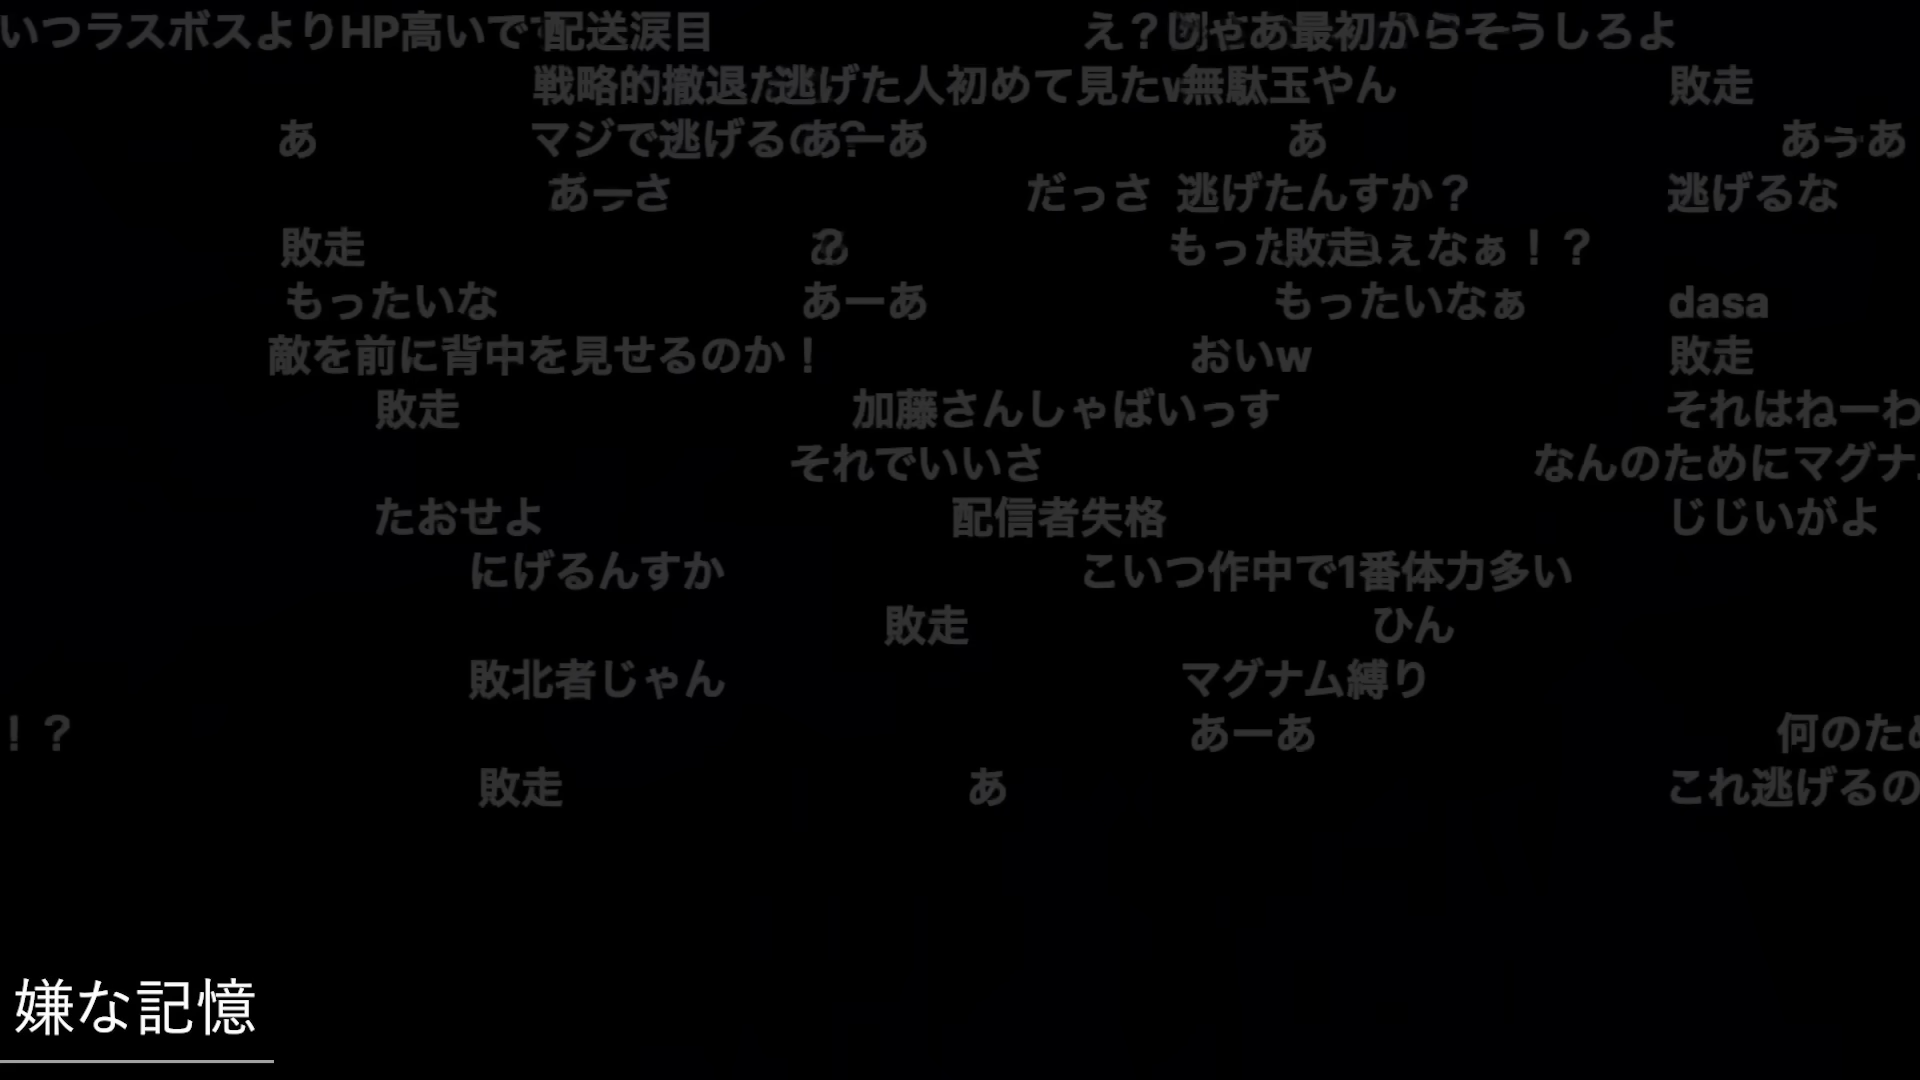 いつラスボスよりHP高いで 配送涙目 え？じゃあ最初からそうしろよ
戦略的撤退だ 逃げた人初めて見たw 無駄玉やん 敗走
あ マジで逃げるの？ あーあ あ あぅあ
あーさ だっさ 逃げたんすか？ 逃げるな
敗走 ？ もったいねぇなぁ！？ 敗走
もったいな あーあ もったいなぁ dasa
敵を前に背中を見せるのか！ おいw 敗走
敗走 加藤さんしゃばいっす それはねーわ
それでいいさ なんのためにマグナ
たおせよ 配信者失格 じじいがよ
にげるんすか こいつ作中で1番体力多い
敗走 ひん
敗北者じゃん マグナム縛り
！？ あーあ 何のため
敗走 あ これ逃げるの
嫌な記憶